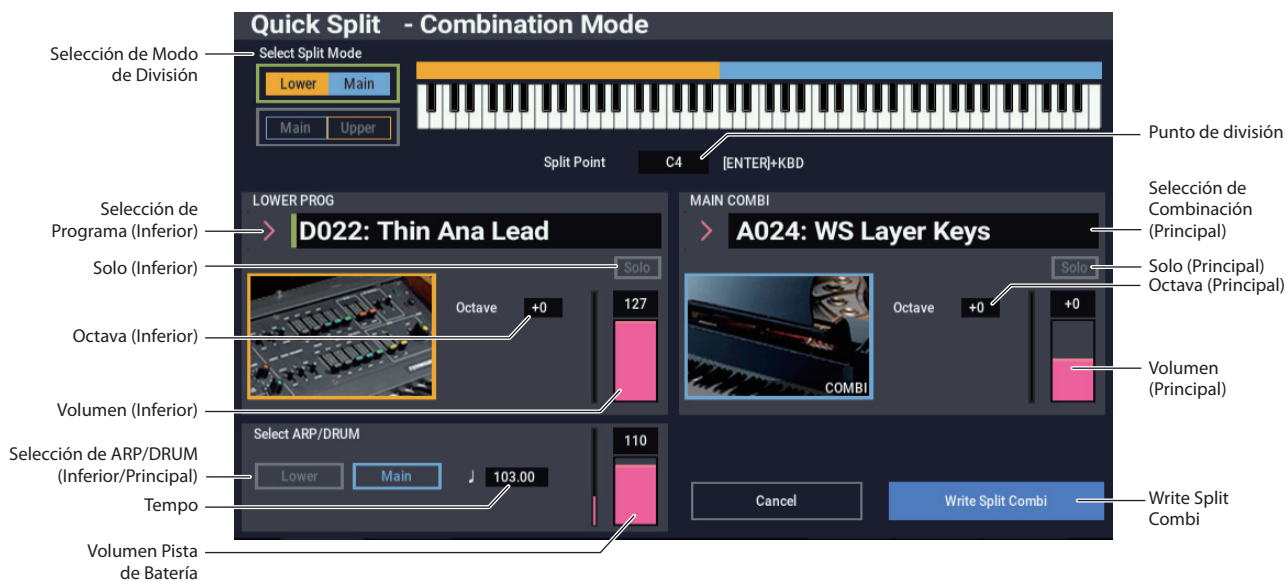 Quick Split - Combination Mode
Selección de Modo
de División
Select Split Mode
Lower Main
Main Upper
Split Point C4 [ENTER]+KBD
Punto de división
LOWER PROG
MAIN COMBI
Selección de
Programa (Inferior)
D022: Thin Ana Lead
A024: WS Layer Keys
Selección de
Combinación
(Principal)
Solo (Inferior)
Solo
Solo
Solo (Principal)
Octava (Principal)
Octave +0
127
Octave +0
+0
Octava (Inferior)
COMBI
Volumen
(Principal)
Volumen (Inferior)
Select ARP/DRUM
110
Selección de ARP/DRUM
(Inferior/Principal)
Lower Main ♩ 103.00
Tempo
Cancel
Write Split Combi
Write Split
Combi
Volumen Pista
de Batería